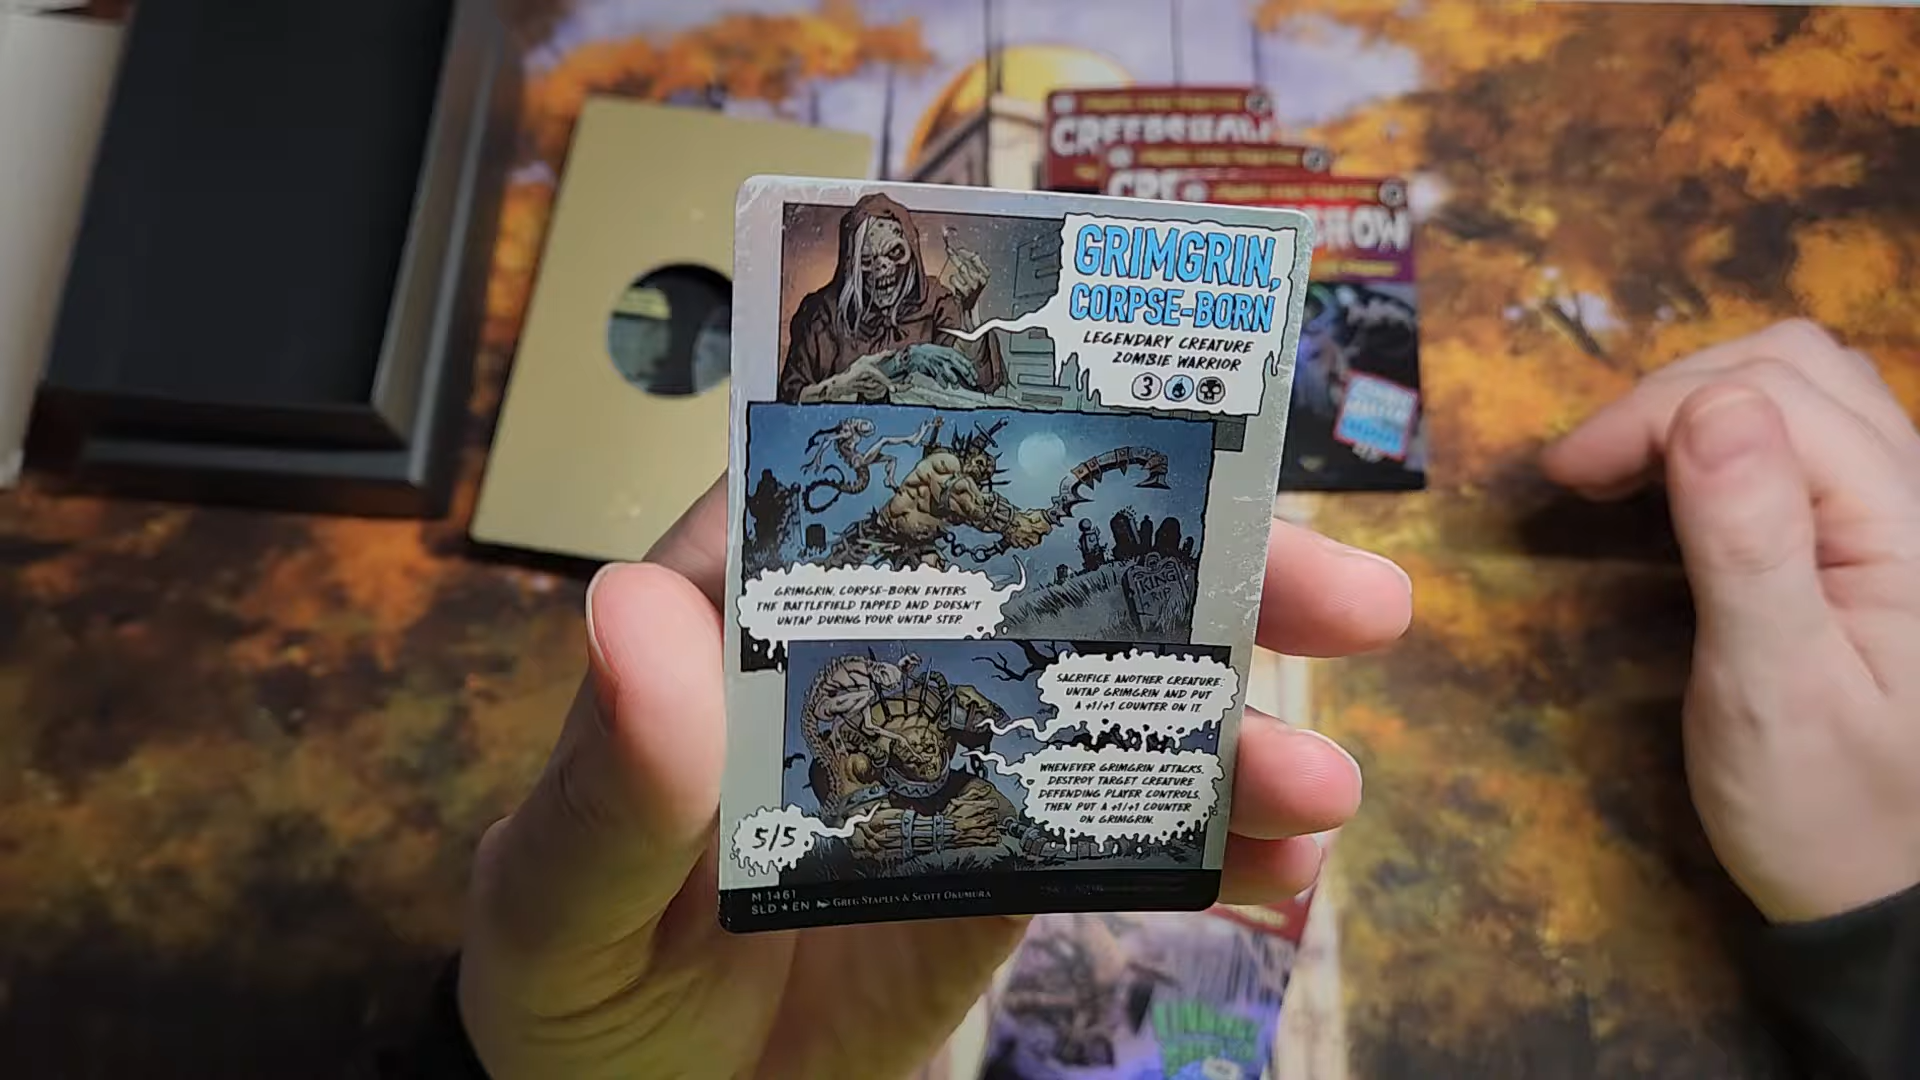 CREEPSHOW
CRE
SHOW
GRIMGRIN,
CORPSE-BORN
LEGENDARY CREATURE
ZOMBIE WARRIOR
3
KING
RIP
GRIMGRIN, CORPSE-BORN ENTERS
THE BATTLEFIELD TAPPED AND DOESN'T
UNTAP DURING YOUR UNTAP STEP.
SACRIFICE ANOTHER CREATURE:
UNTAP GRIMGRIN AND PUT
A +1/+1 COUNTER ON IT.
WHENEVER GRIMGRIN ATTACKS,
DESTROY TARGET CREATURE
DEFENDING PLAYER CONTROLS,
THEN PUT A +1/+1 COUNTER
ON GRIMGRIN.
5/5
M 1461
SLD ★ EN GREG STAPLES & SCOTT OKUMURA